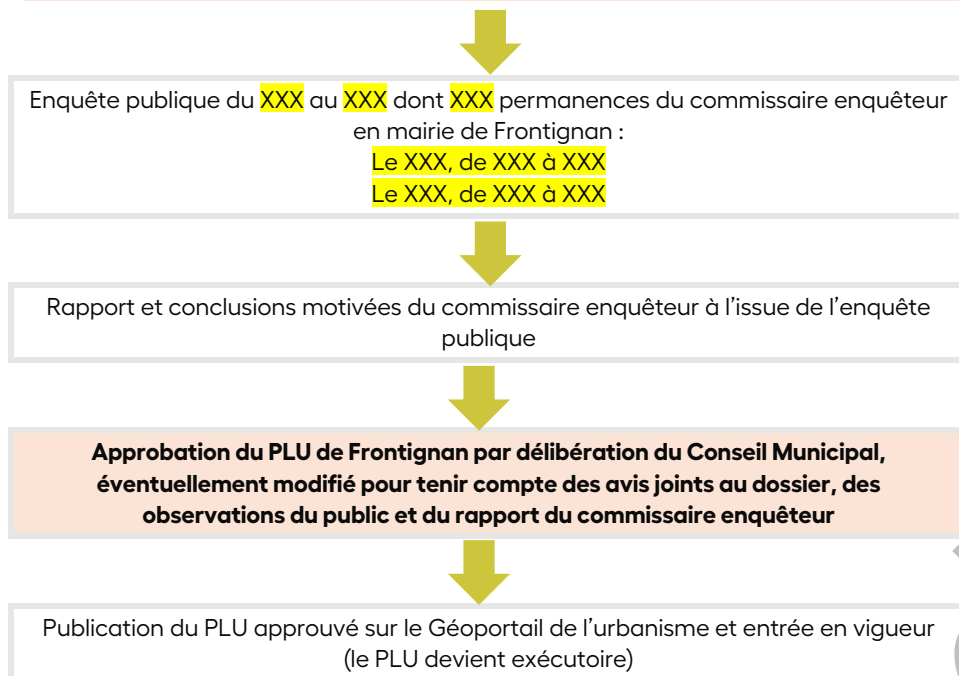 Enquête publique du XXX au XXX dont XXX permanences du commissaire enquêteur
en mairie de Frontignan :
Le XXX, de XXX à XXX
Le XXX, de XXX à XXX
Rapport et conclusions motivées du commissaire enquêteur à l’issue de l’enquête
publique
Approbation du PLU de Frontignan par délibération du Conseil Municipal,
éventuellement modifié pour tenir compte des avis joints au dossier, des
observations du public et du rapport du commissaire enquêteur
Publication du PLU approuvé sur le Géoportail de l’urbanisme et entrée en vigueur
(le PLU devient exécutoire)